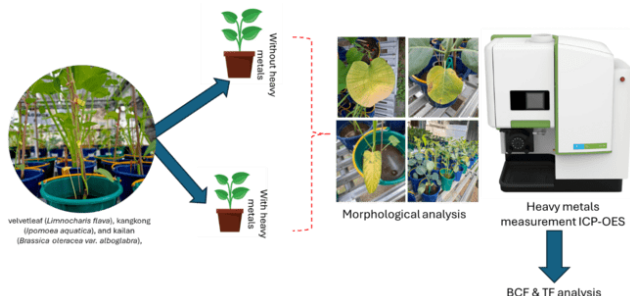 Without heavy
metals
With heavy
metals
velvetleaf (Limnocharis flava), kangkong
(Ipomoea aquatica), and kailan
(Brassica oleracea var. alboglabra),
Morphological analysis
Heavy metals
measurement ICP-OES
BCF & TF analysis